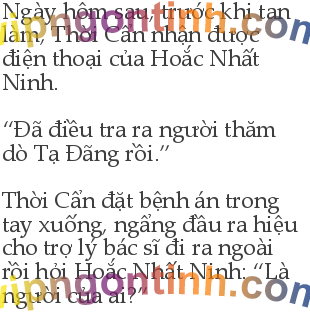 Ngày hôm sau, trước khi tan
làm, Thời Cẩn nhận được
điện thoại của Hoắc Nhất
Ninh.
“Đã điều tra ra người thăm
dò Tạ Đãng rồi.”
Thời Cẩn đặt bệnh án trong
tay xuống, ngẩng đầu ra hiệu
cho trợ lý bác sĩ đi ra ngoài
rồi hỏi Hoắc Nhất Ninh: “Là
người của ai?”
vipngontinh.com
vipngontinh.com